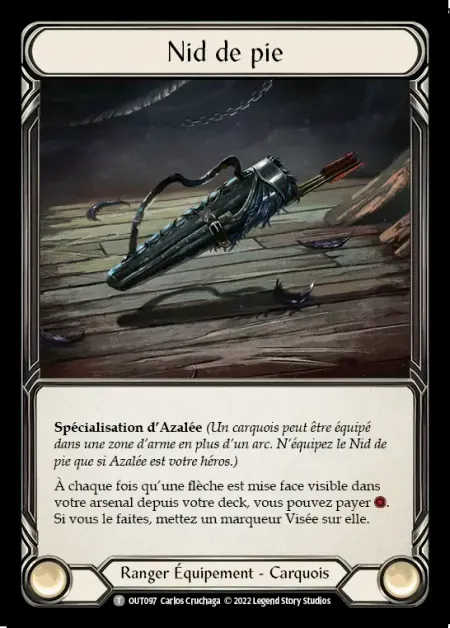 Nid de pie
Spécialisation d'Azalée (Un carquois peut être équipé
dans une zone d'arme en plus d'un arc. N'équipez le Nid de
pie que si Azalée est votre héros.)
À chaque fois qu'une flèche est mise face visible dans
votre arsenal depuis votre deck, vous pouvez payer .
Si vous le faites, mettez un marqueur Visée sur elle.
Ranger Équipement - Carquois
T OUT097 Carlos Cruchaga © 2022 Legend Story Studios